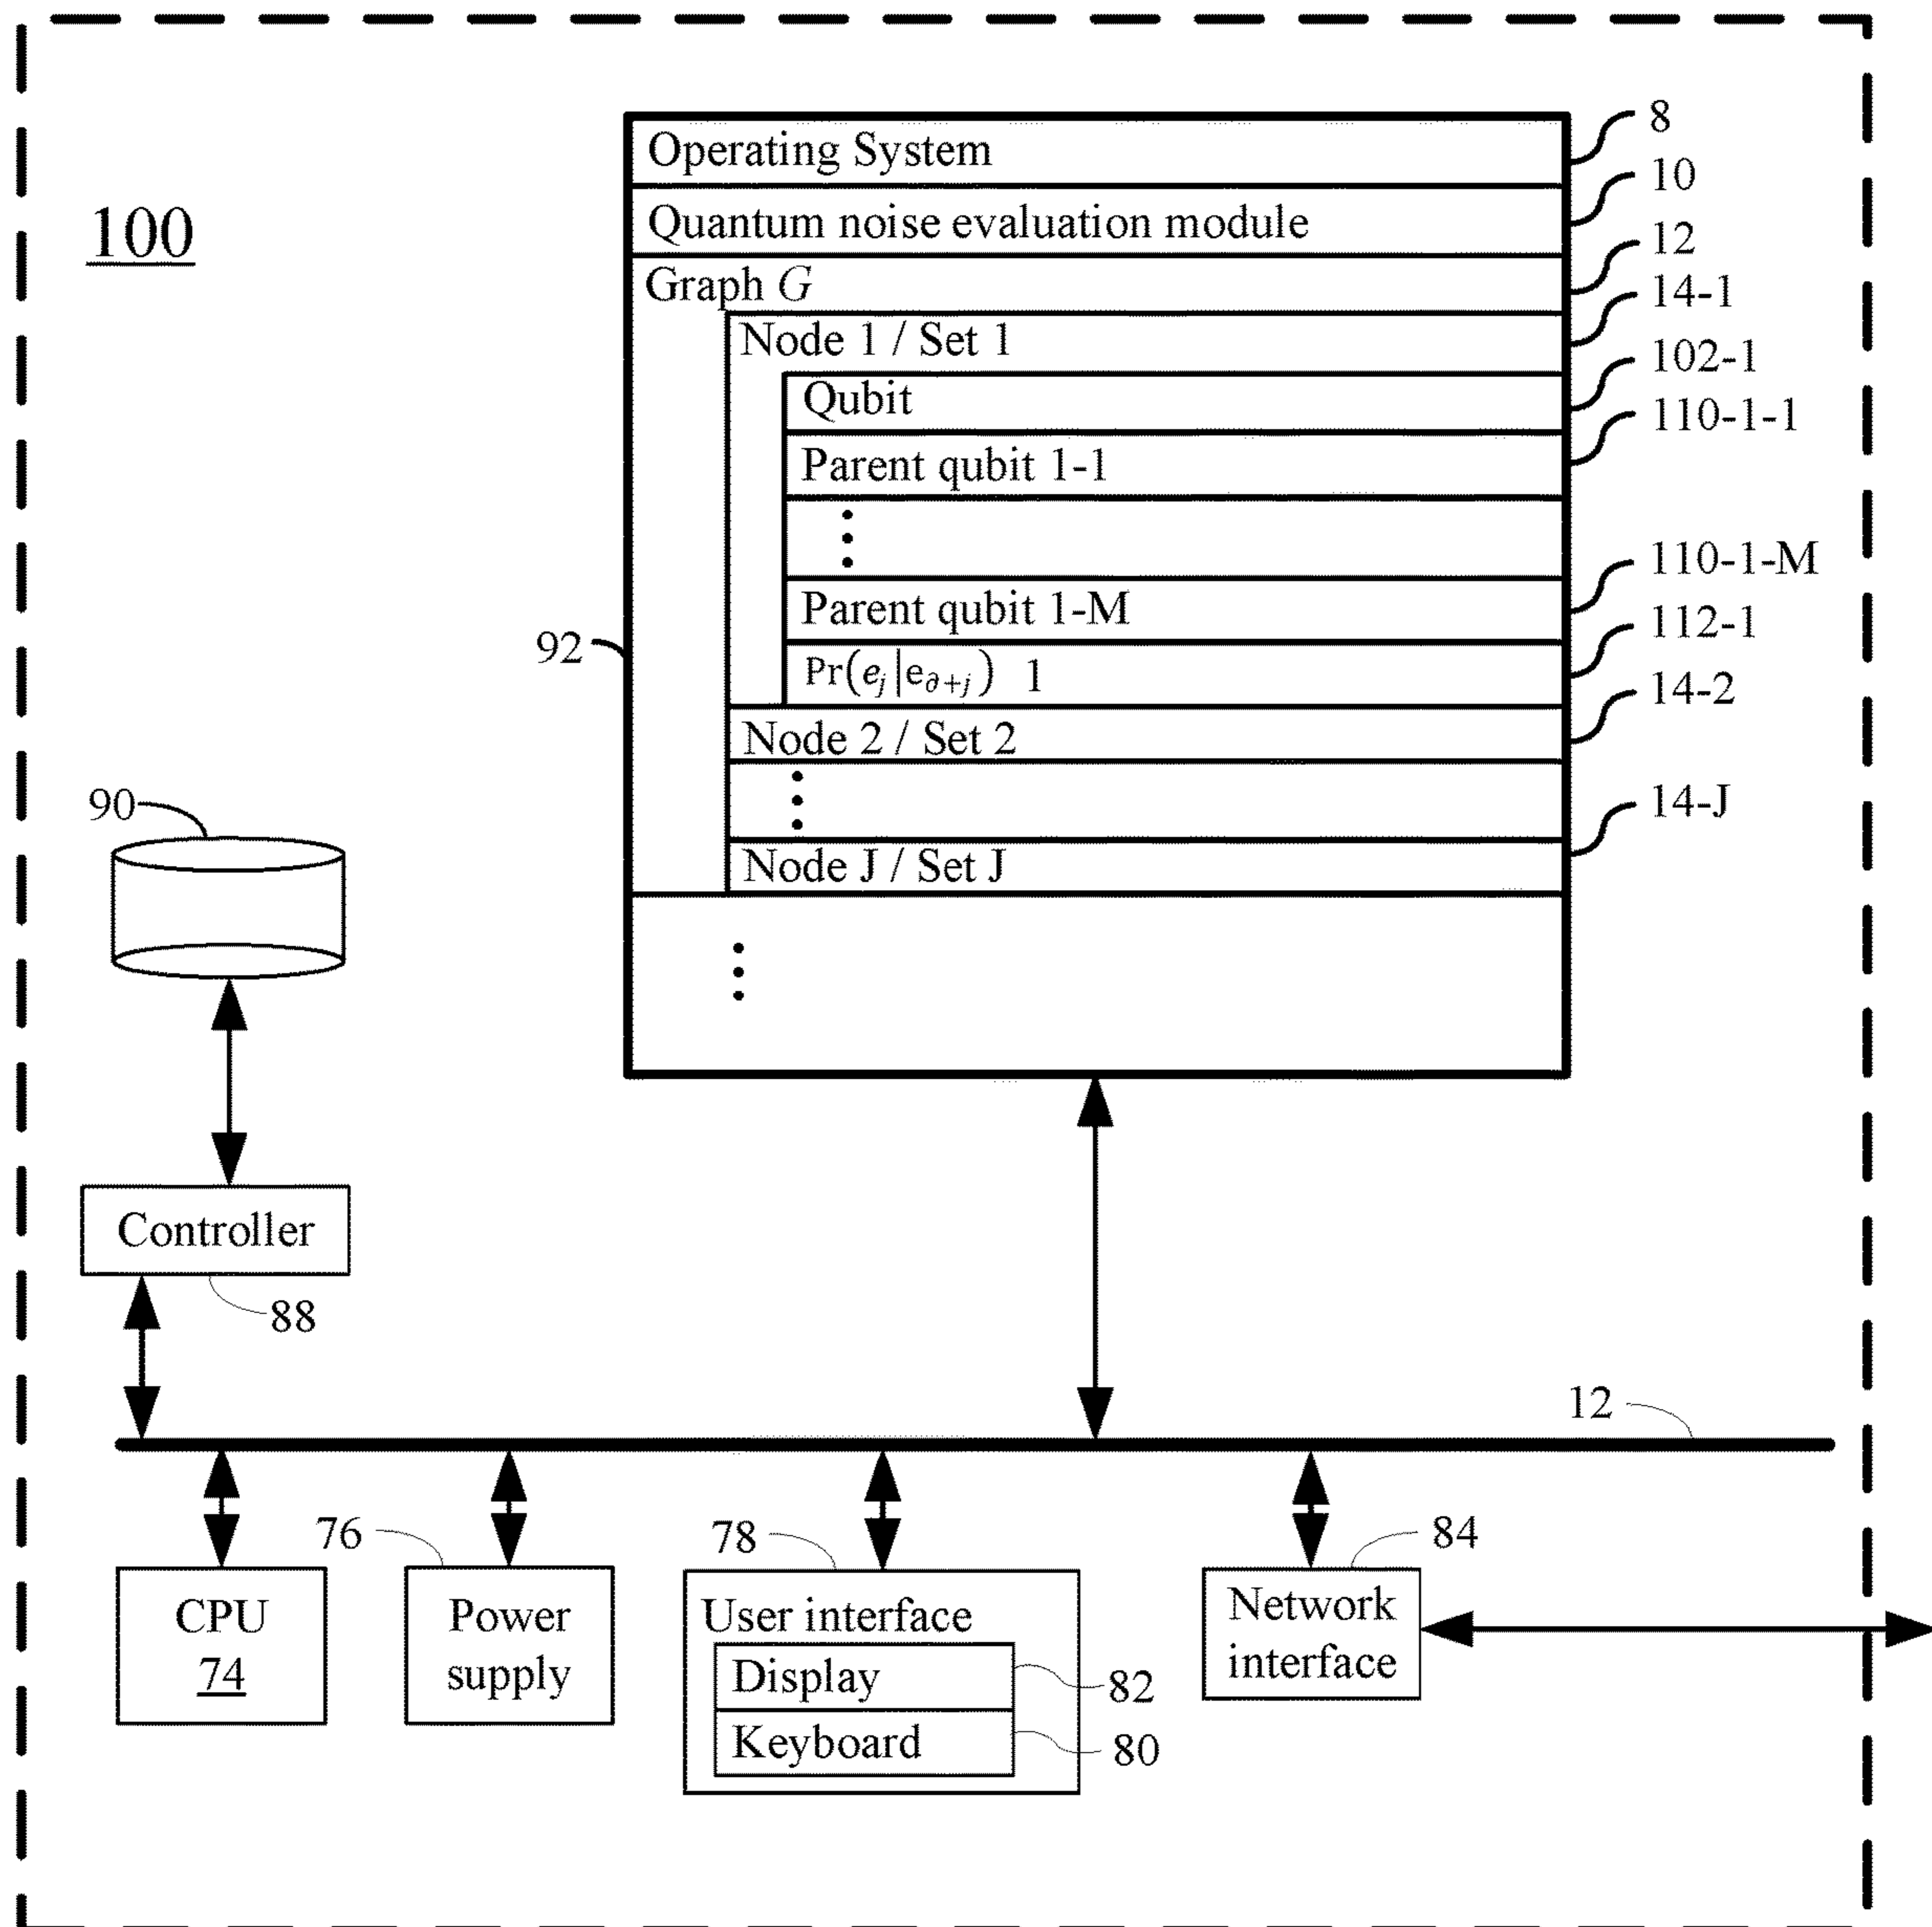 100
Operating System
8
Quantum noise evaluation module
10
Graph G
12
Node 1 / Set 1
14-1
Qubit
102-1
Parent qubit 1-1
110-1-1
Parent qubit 1-M
110-1-M
Pr(e_j|e_∂+j) 1
112-1
92
Node 2 / Set 2
14-2
Node J / Set J
14-J
90
Controller
88
12
CPU
74
76
Power
supply
78
User interface
Display
82
Keyboard
80
84
Network
interface